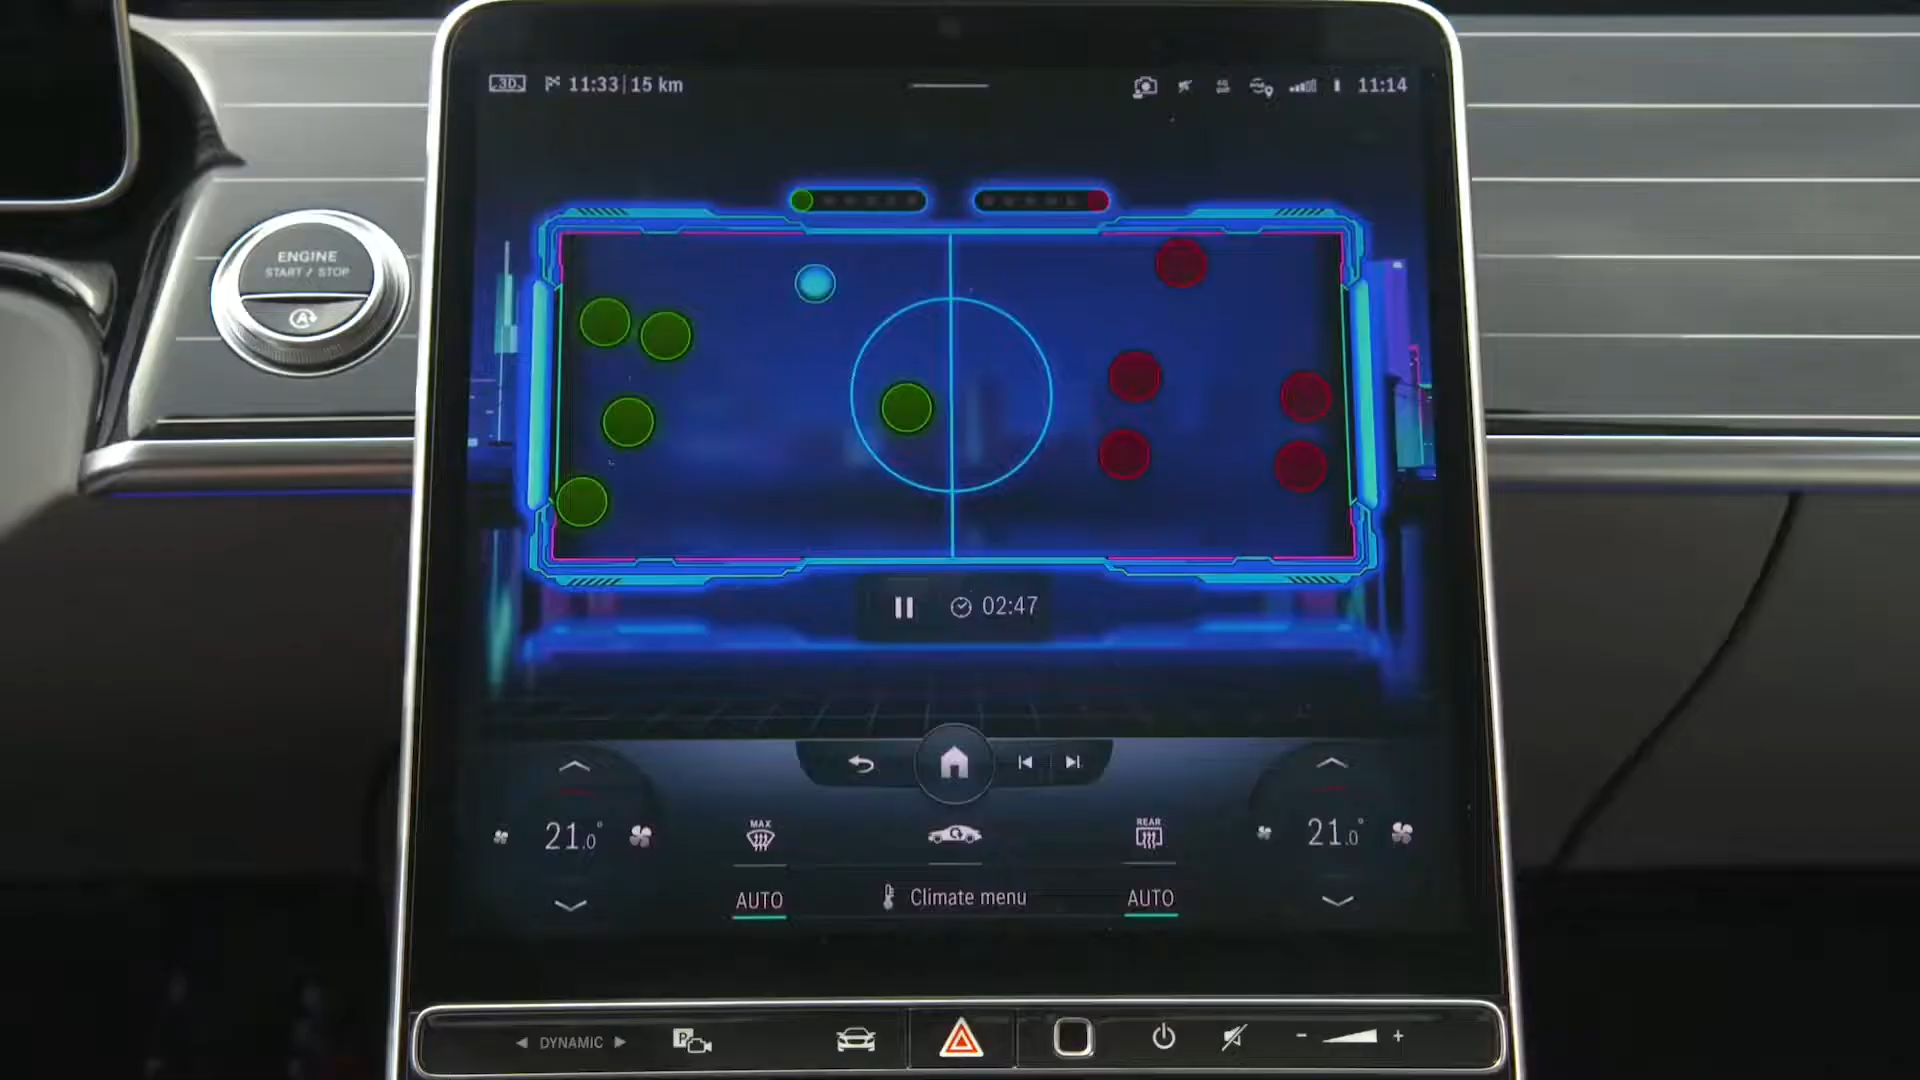 3D 11:33 | 15 km 11:14
ENGINE
START / STOP
A
02:47
21.0° MAX REAR 21.0°
AUTO Climate menu AUTO
DYNAMIC P - +